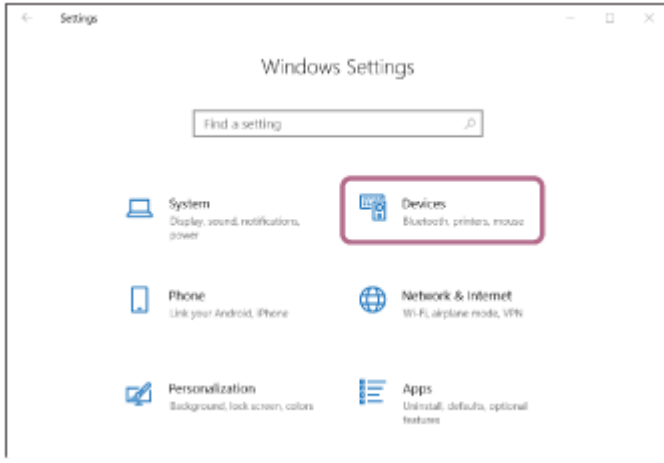 Settings
Windows Settings
Find a setting
System
Display, sound, notifications,
power
Devices
Bluetooth, printers, mouse
Phone
Link your Android, iPhone
Network & Internet
Wi-Fi, airplane mode, VPN
Personalization
Background, lock screen, colors
Apps
Uninstall, defaults, optional
features